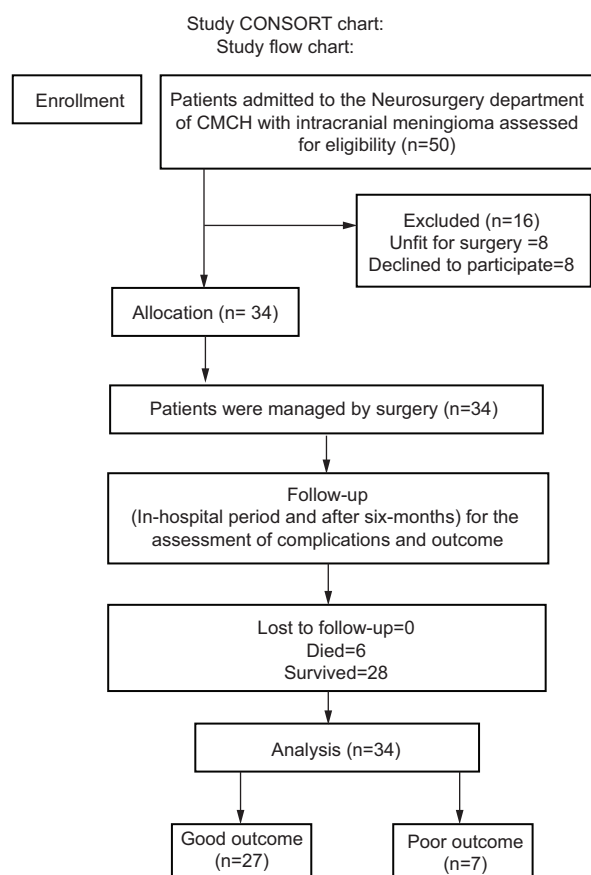 Study CONSORT chart:
Study flow chart:
Enrollment
Patients admitted to the Neurosurgery department
of CMCH with intracranial meningioma assessed
for eligibility (n=50)
Excluded (n=16)
Unfit for surgery =8
Declined to participate=8
Allocation (n= 34)
Patients were managed by surgery (n=34)
Follow-up
(In-hospital period and after six-months) for the
assessment of complications and outcome
Lost to follow-up=0
Died=6
Survived=28
Analysis (n=34)
Good outcome
(n=27)
Poor outcome
(n=7)